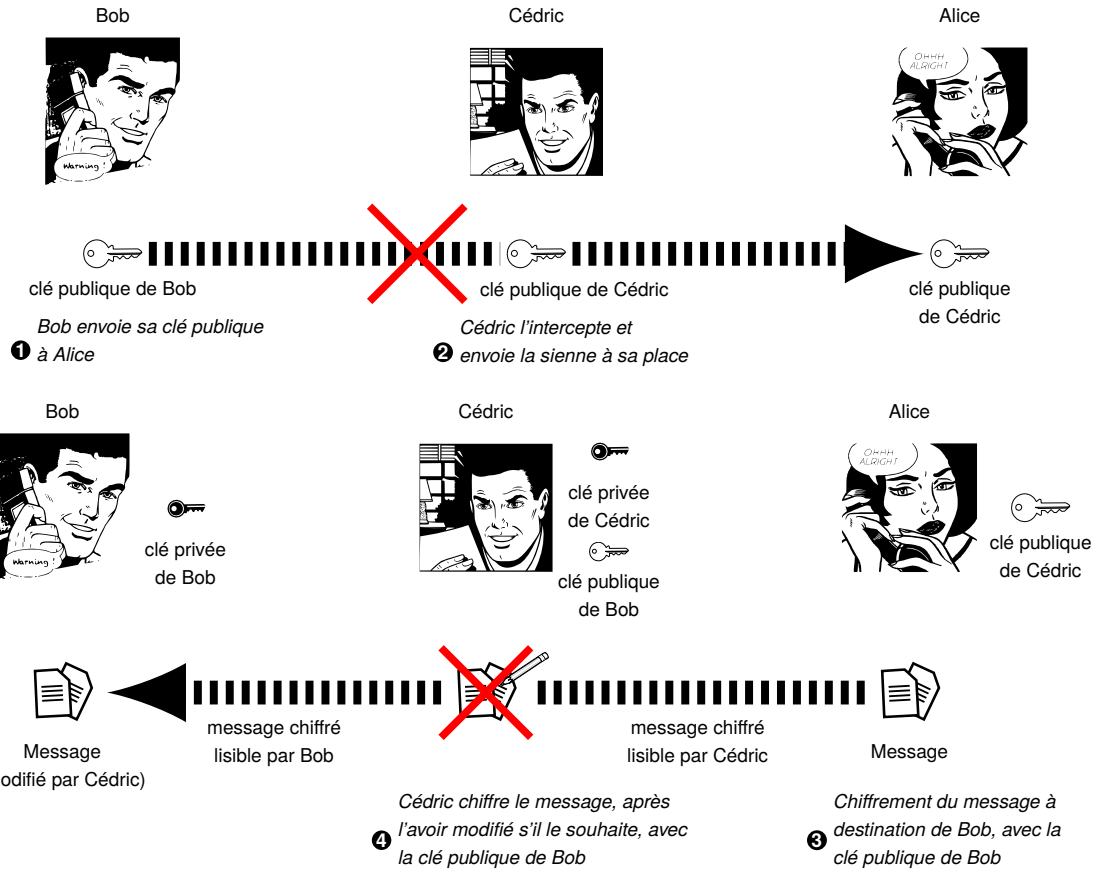 Bob
Cédric
Alice
OHHH
ALRIGHT
Warning
clé publique de Bob
clé publique de Cédric
clé publique
de Cédric
❶ Bob envoie sa clé publique
à Alice
❷ Cédric l'intercepte et
envoie la sienne à sa place
Bob
Cédric
Alice
OHHH
ALRIGHT
Warning
clé privée
de Bob
clé privée
de Cédric
clé publique
de Bob
clé publique
de Cédric
message chiffré
lisible par Bob
message chiffré
lisible par Cédric
Message
odifié par Cédric)
Message
❹ Cédric chiffre le message, après
l'avoir modifié s'il le souhaite, avec
la clé publique de Bob
❸ Chiffrement du message à
destination de Bob, avec la
clé publique de Bob